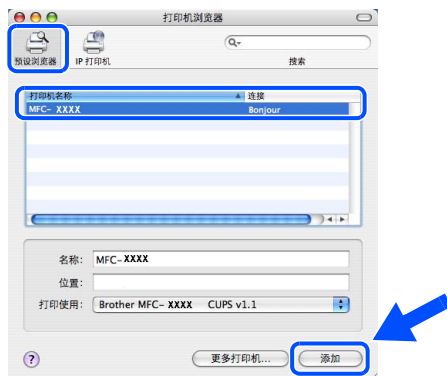 打印机浏览器
Q-
预设浏览器 IP 打印机 搜索
打印机名称 连接
MFC- XXXX Bonjour
名称: MFC- XXXX
位置:
打印使用: Brother MFC- XXXX CUPS v1.1
? 更多打印机... 添加